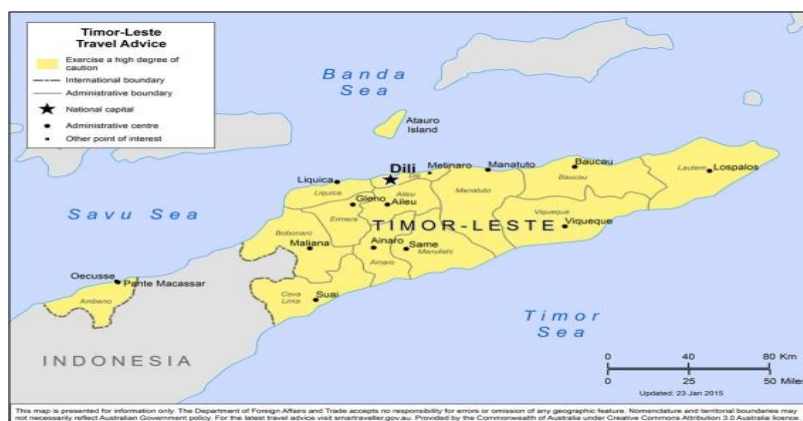 Timor-Leste
Travel Advice
Exercise a high degree of
caution
International boundary
Administrative boundary
National capital
Administrative centre
Other point of interest
Banda
Sea
Atauro
Island
Dili
Metinaro
Manatuto
Baucau
Lautem
Lospalos
Liquica
Dili
Liquica
Aileu
Manatuto
Baucau
Gleno
Aileu
Savu Sea
Ermera
Viqueque
TIMOR-LESTE
Viqueque
Bobonaro
Maliana
Ainaro
Same
Manufahi
Ainaro
Oecusse
Pante Macassar
Ambeno
Cova
Lima
Suai
Timor
Sea
INDONESIA
0 40 80 Km
0 50 Miles
Updated: 23 Jan 2015
This map is presented for information only. The Department of Foreign Affairs and Trade accepts no responsibility for errors or omission of any geographic feature. Nomenclature and territorial boundaries may
not necessarily reflect Australian Government policy. For the latest travel advice visit smartraveller.gov.au. Provided by the Commonwealth of Australia under Creative Commons Attribution 3.0 Australia licence.